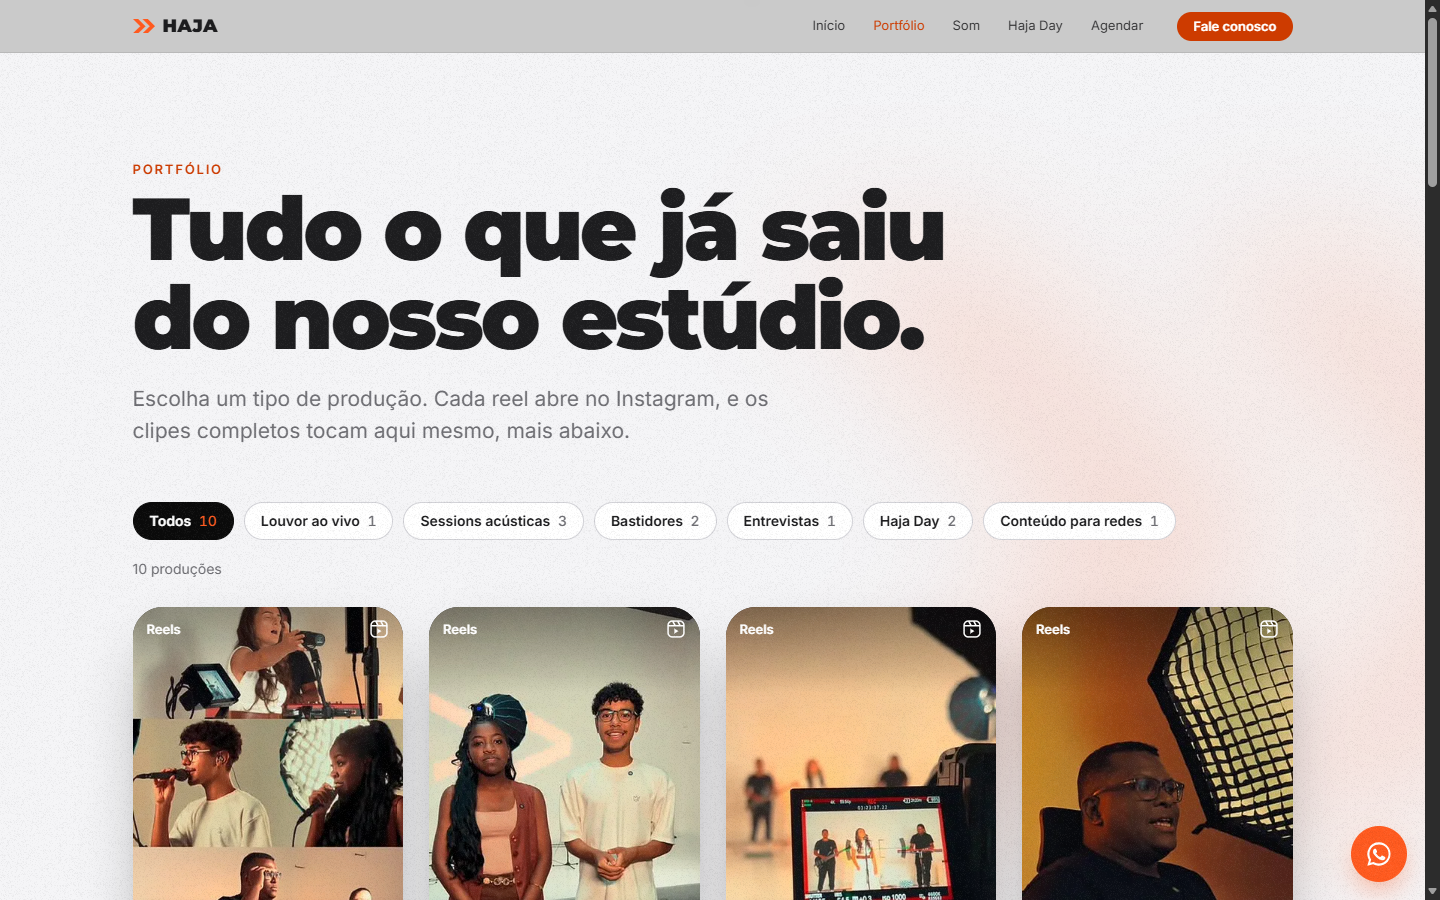 HAJA
Início
Portfólio
Som
Haja Day
Agendar
Fale conosco
PORTFÓLIO
Tudo o que já saiu
do nosso estúdio.
Escolha um tipo de produção. Cada reel abre no Instagram, e os
clipes completos tocam aqui mesmo, mais abaixo.
Todos 10
Louvor ao vivo 1
Sessions acústicas 3
Bastidores 2
Entrevistas 1
Haja Day 2
Conteúdo para redes 1
10 produções
Reels
Reels
Reels
Reels